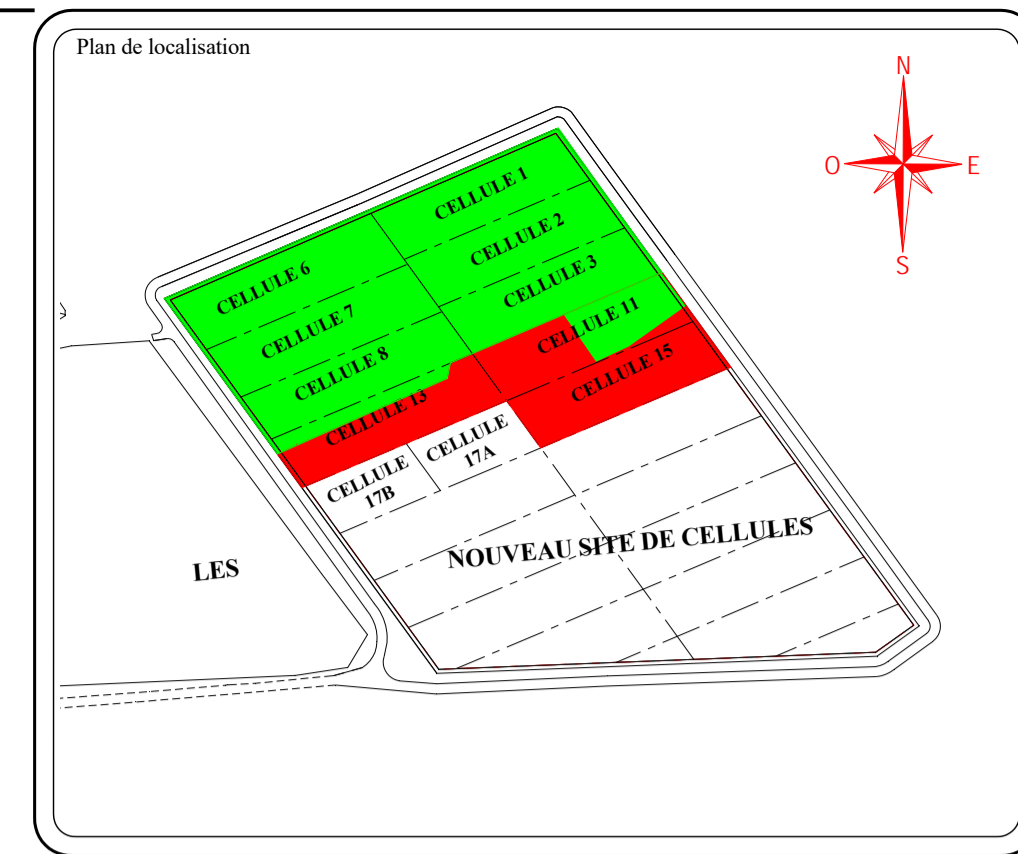 Plan de localisation
N
O
E
S
CELLULE 1
CELLULE 2
CELLULE 6
CELLULE 3
CELLULE 7
CELLULE 11
CELLULE 8
CELLULE 15
CELLULE 13
CELLULE
17A
CELLULE
17B
NOUVEAU SITE DE CELLULES
LES